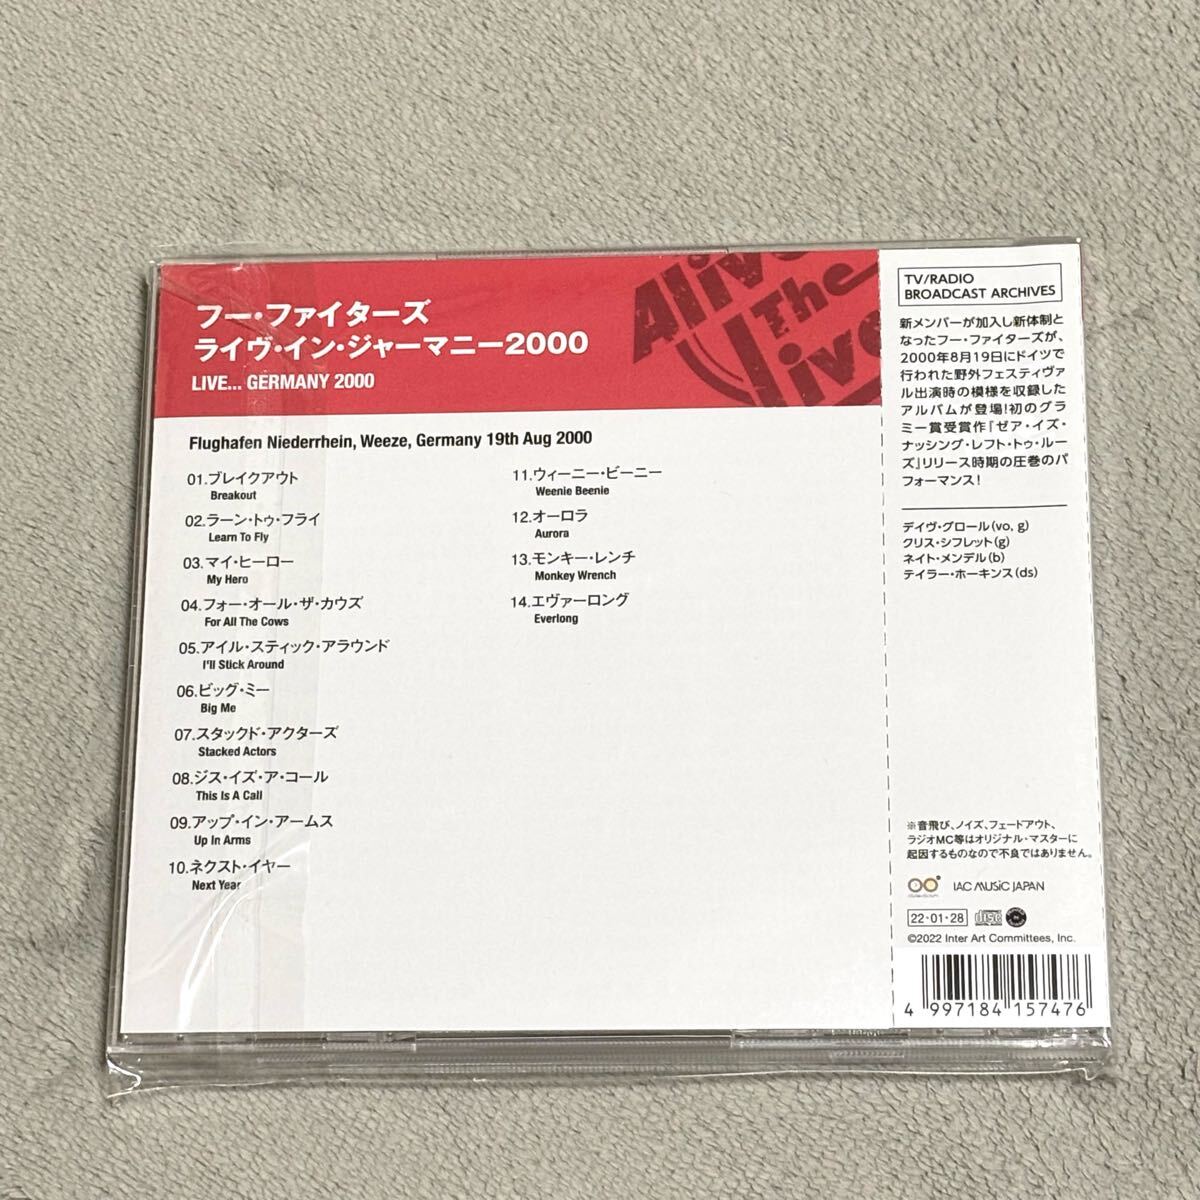 フー・ファイターズ
ライヴ・イン・ジャーマニー2000
LIVE... GERMANY 2000
Alive
The
Live
Flughafen Niederrhein, Weeze, Germany 19th Aug 2000
01.ブレイクアウト
Breakout
02.ラーン・トゥ・フライ
Learn To Fly
03.マイ・ヒーロー
My Hero
04.フォー・オール・ザ・カウズ
For All The Cows
05.アイル・スティック・アラウンド
I'll Stick Around
06.ビッグ・ミー
Big Me
07.スタックド・アクターズ
Stacked Actors
08.ジス・イズ・ア・コール
This Is A Call
09.アップ・イン・アームス
Up In Arms
10.ネクスト・イヤー
Next Year
11.ウィーニー・ビーニー
Weenie Beenie
12.オーロラ
Aurora
13.モンキー・レンチ
Monkey Wrench
14.エヴァーロング
Everlong
TV/RADIO
BROADCAST ARCHIVES
新メンバーが加入し新体制と
なったフー・ファイターズが、
2000年8月19日にドイツで
行われた野外フェスティヴァ
ル出演時の模様を収録した
アルバムが登場!初のグラ
ミー賞受賞作『ゼア・イズ・
ナッシング・レフト・トゥ・ルー
ズ』リリース時期の圧巻のパ
フォーマンス!
デイヴ・グロール(vo, g)
クリス・シフレット(g)
ネイト・メンデル(b)
テイラー・ホーキンス(ds)
※音飛び、ノイズ、フェードアウト、
ラジオMC等はオリジナル・マスターに
起因するものなので不良ではありません。
IAC MUSIC JAPAN
22・01・28
disc
©2022 Inter Art Committees, Inc.
4 997184 157476